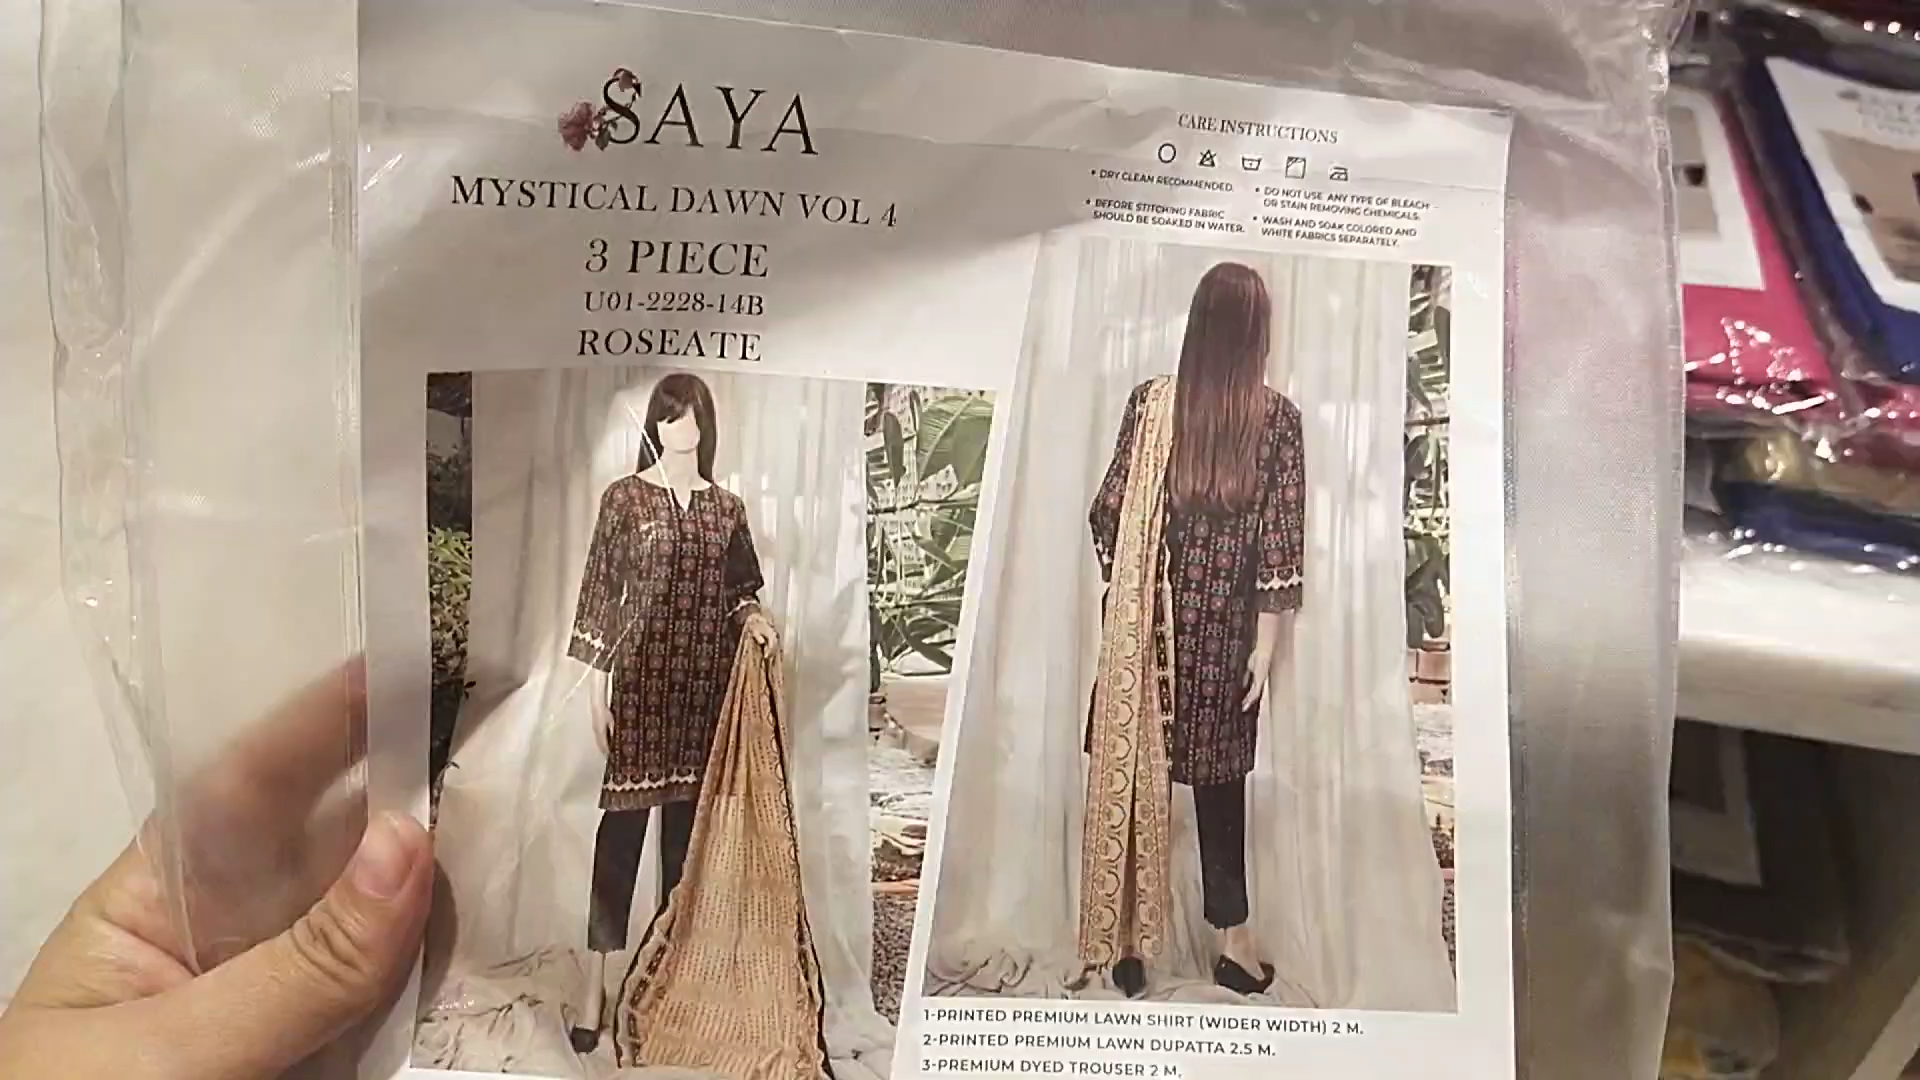 SAYA
MYSTICAL DAWN VOL 4
3 PIECE
U01-2228-14B
ROSEATE
CARE INSTRUCTIONS
• DRY CLEAN RECOMMENDED.
• BEFORE STITCHING FABRIC
SHOULD BE SOAKED IN WATER.
• DO NOT USE ANY TYPE OF BLEACH
OR STAIN REMOVING CHEMICALS.
• WASH AND SOAK COLORED AND
WHITE FABRICS SEPARATELY.
1-PRINTED PREMIUM LAWN SHIRT (WIDER WIDTH) 2 M.
2-PRINTED PREMIUM LAWN DUPATTA 2.5 M.
3-PREMIUM DYED TROUSER 2 M.